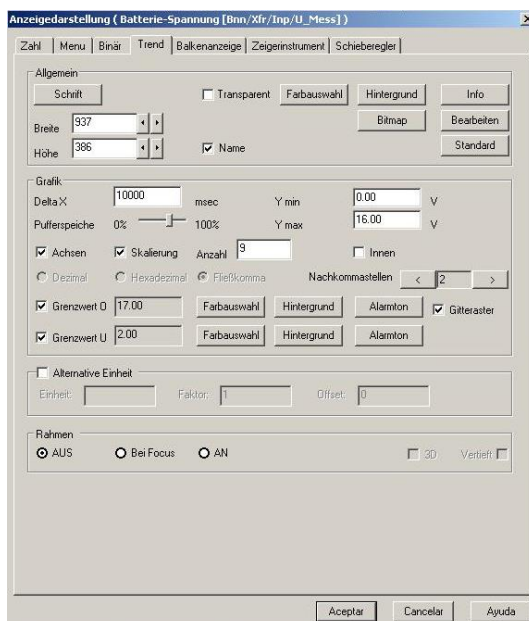 Anzeigedarstellung ( Batterie-Spannung [Bnn/Xfr/Inp/U_Mess] )
Zahl Menu Binär Trend Balkenanzeige Zeigerinstrument Schieberegler
Allgemein
Schrift Transparent Farbauswahl Hintergrund Info
Breite 937 Bitmap Bearbeiten
Höhe 386 Name Standard
Grafik
Delta X 10000 msec Y min 0.00 V
Pufferspeiche 0% 100% Y max 16.00 V
Achsen Skalierung Anzahl 9 Innen
Dezimal Hexadezimal Fließkomma Nachkommastellen < 2 >
Grenzwert O 17.00 Farbauswahl Hintergrund Alarmton Gitteraster
Grenzwert U 2.00 Farbauswahl Hintergrund Alarmton
Alternative Einheit
Einheit: Faktor: 1 Offset: 0
Rahmen
AUS Bei Focus AN 3D Vertieft
Aceptar Cancelar Ayuda